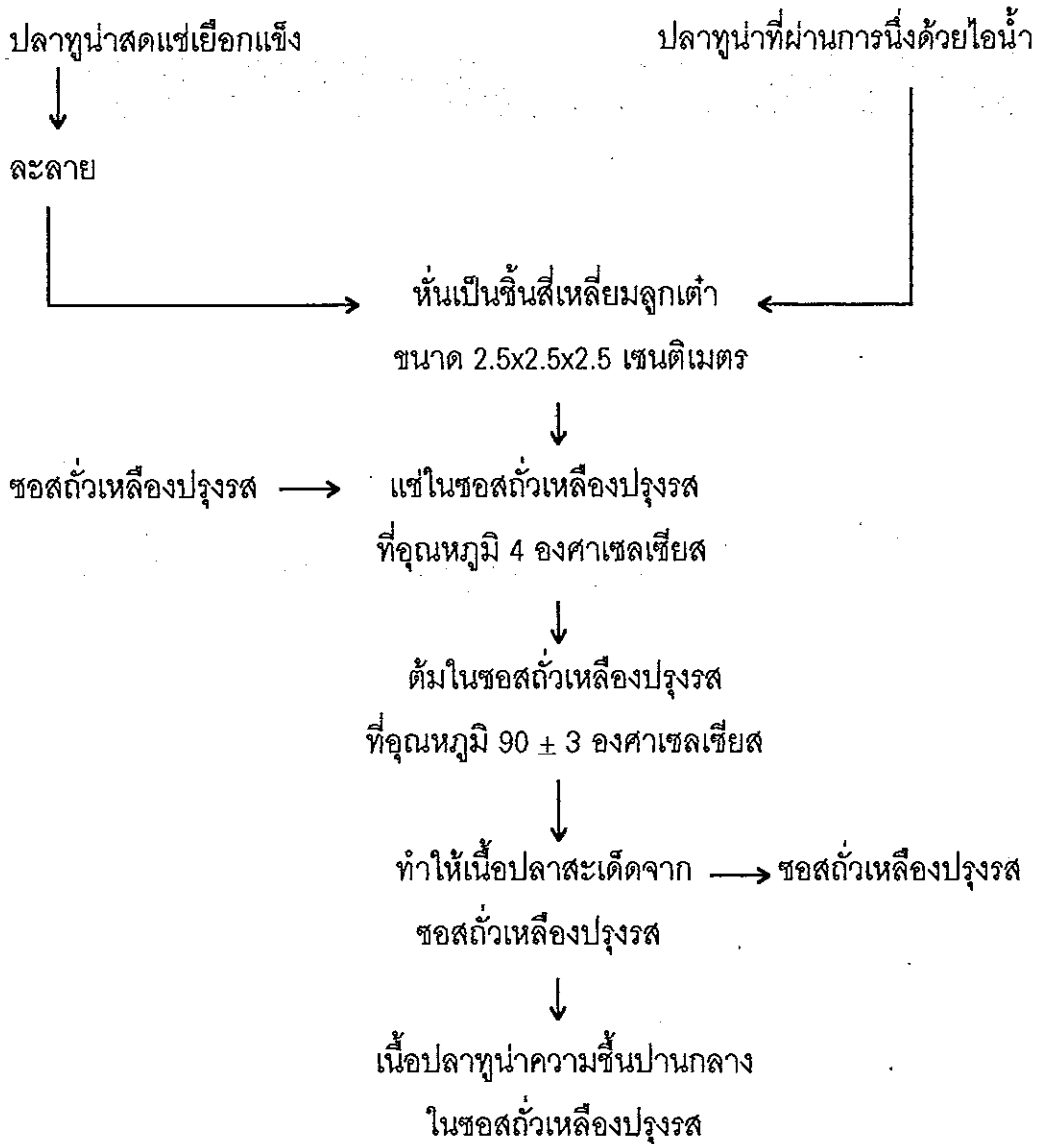 ปลาทูน่าสดแช่เยือกแข็ง
ปลาทูน่าที่ผ่านการนึ่งด้วยไอน้ำ
ละลาย
หั่นเป็นชิ้นสี่เหลี่ยมลูกเต๋า
ขนาด 2.5x2.5x2.5 เซนติเมตร
ซอสถั่วเหลืองปรุงรส
แช่ในซอสถั่วเหลืองปรุงรส
ที่อุณหภูมิ 4 องศาเซลเซียส
ต้มในซอสถั่วเหลืองปรุงรส
ที่อุณหภูมิ 90 ± 3 องศาเซลเซียส
ทำให้เนื้อปลาสะเด็ดจาก
ซอสถั่วเหลืองปรุงรส
ซอสถั่วเหลืองปรุงรส
เนื้อปลาทูน่าความชื้นปานกลาง
ในซอสถั่วเหลืองปรุงรส